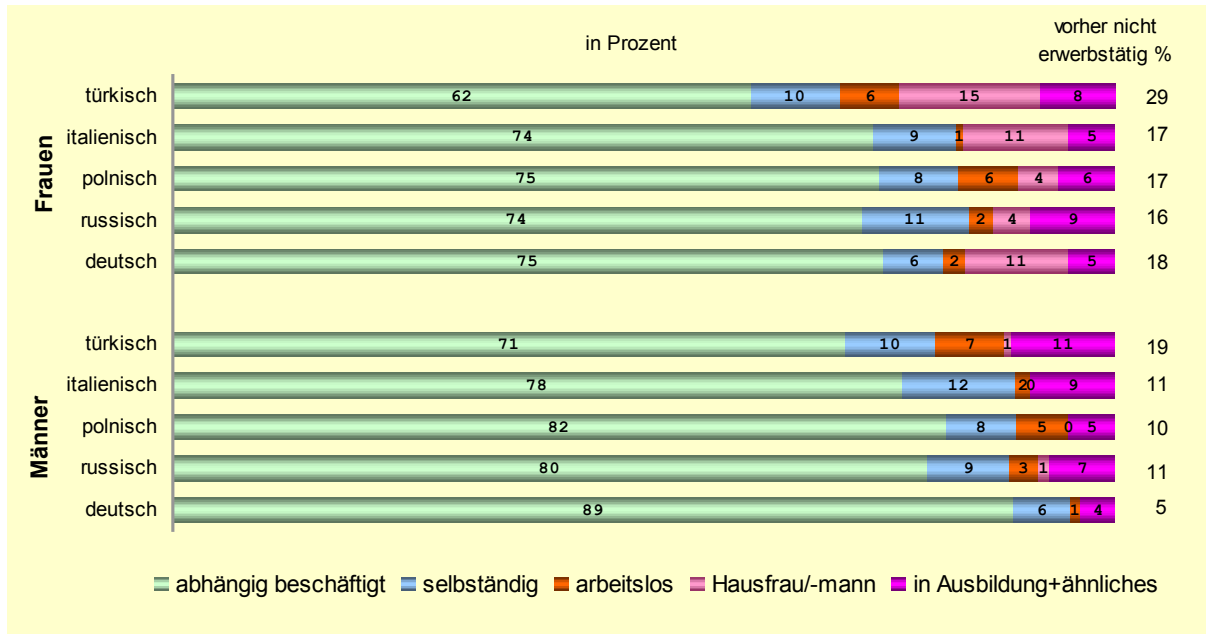 in Prozent
vorher nicht
erwerbstätig %
Frauen
türkisch 62 10 6 15 8 29
italienisch 74 9 1 11 5 17
polnisch 75 8 6 4 6 17
russisch 74 11 2 4 9 16
deutsch 75 6 2 11 5 18
Männer
türkisch 71 10 7 1 11 19
italienisch 78 12 2 0 9 11
polnisch 82 8 5 0 5 10
russisch 80 9 3 1 7 11
deutsch 89 6 1 4 5
abhängig beschäftigt selbständig arbeitslos Hausfrau/-mann in Ausbildung+ähnliches